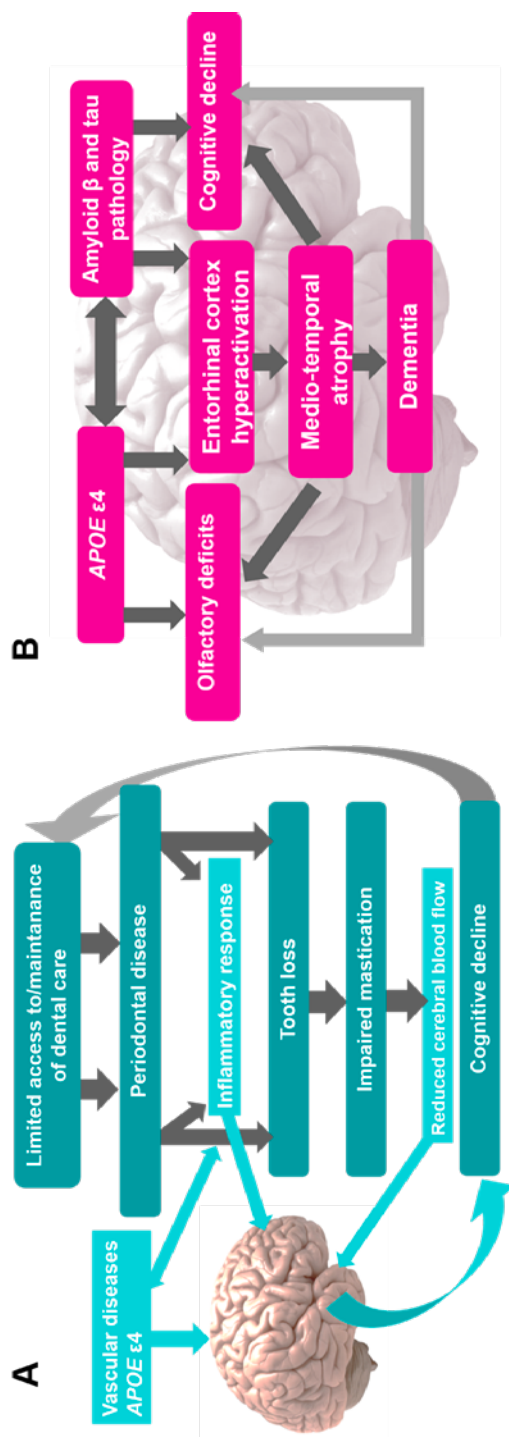 A
Limited access to/maintanance
of dental care
Vascular diseases
APOE ε4
Periodontal disease
Inflammatory response
Tooth loss
Impaired mastication
Reduced cerebral blood flow
Cognitive decline
B
APOE ε4
Amyloid β and tau
pathology
Olfactory deficits
Entorhinal cortex
hyperactivation
Cognitive decline
Medio-temporal
atrophy
Dementia